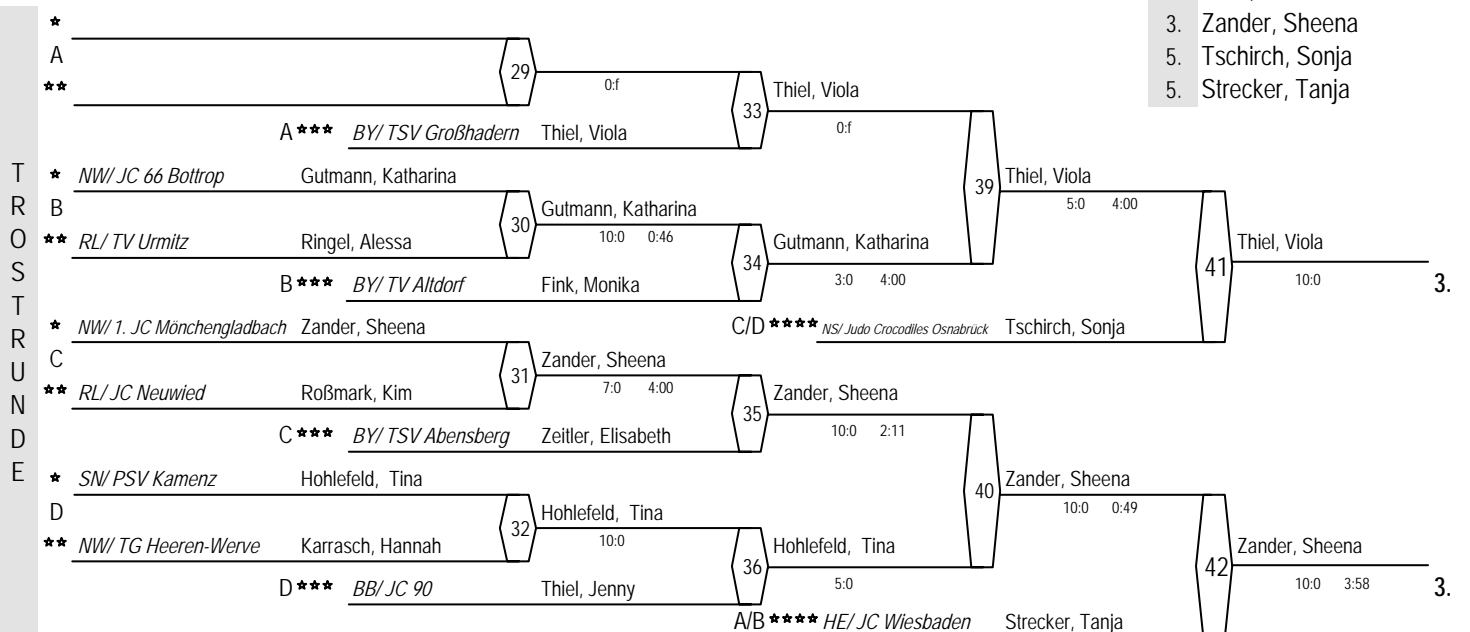 3. Zander, Sheena
5. Tschirch, Sonja
5. Strecker, Tanja
TROSTRUNDE
*
A
**
29
0:f
A *** BY/ TSV Großhadern Thiel, Viola
33
Thiel, Viola
0:f
* NW/ JC 66 Bottrop Gutmann, Katharina
B
** RL/ TV Urmitz Ringel, Alessa
30
Gutmann, Katharina
10:0 0:46
B *** BY/ TV Altdorf Fink, Monika
34
Gutmann, Katharina
3:0 4:00
39
Thiel, Viola
5:0 4:00
C/D **** NS/ Judo Crocodiles Osnabrück Tschirch, Sonja
41
Thiel, Viola
10:0
3.
* NW/ 1. JC Mönchengladbach Zander, Sheena
C
** RL/ JC Neuwied Roßmark, Kim
31
Zander, Sheena
7:0 4:00
C *** BY/ TSV Abensberg Zeitler, Elisabeth
35
Zander, Sheena
10:0 2:11
* SN/ PSV Kamenz Hohlefeld, Tina
D
** NW/ TG Heeren-Werve Karrasch, Hannah
32
Hohlefeld, Tina
10:0
D *** BB/ JC 90 Thiel, Jenny
36
Hohlefeld, Tina
5:0
40
Zander, Sheena
10:0 0:49
A/B **** HE/ JC Wiesbaden Strecker, Tanja
42
Zander, Sheena
10:0 3:58
3.